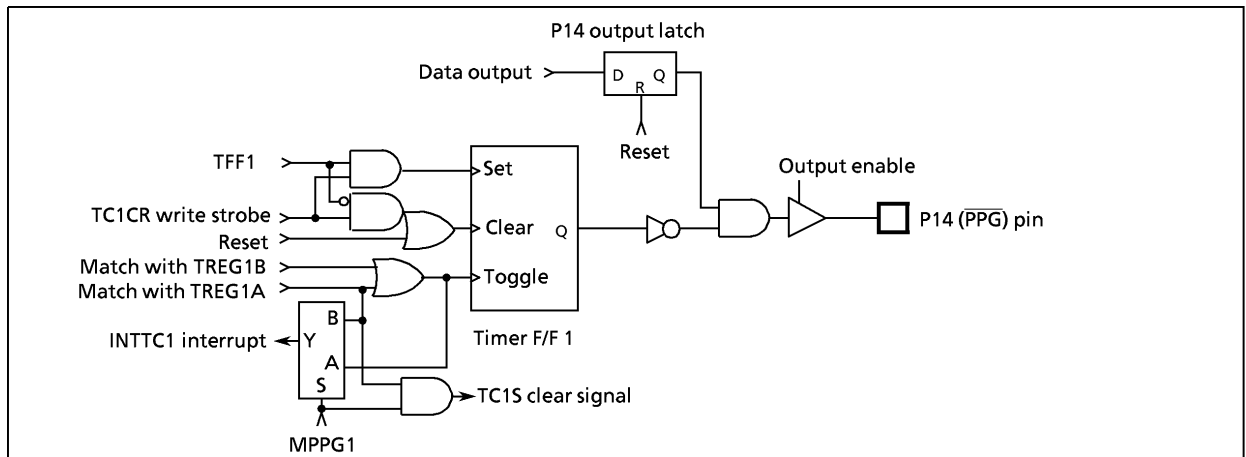 P14 output latch
Data output
D Q
R
Reset
Output enable
TFF1
Set
TC1CR write strobe
Clear
Q
P14 (P̅P̅G̅) pin
Reset
Match with TREG1B
Toggle
Match with TREG1A
B
INTTC1 interrupt
Y
Timer F/F 1
A
S
TC1S clear signal
MPPG1